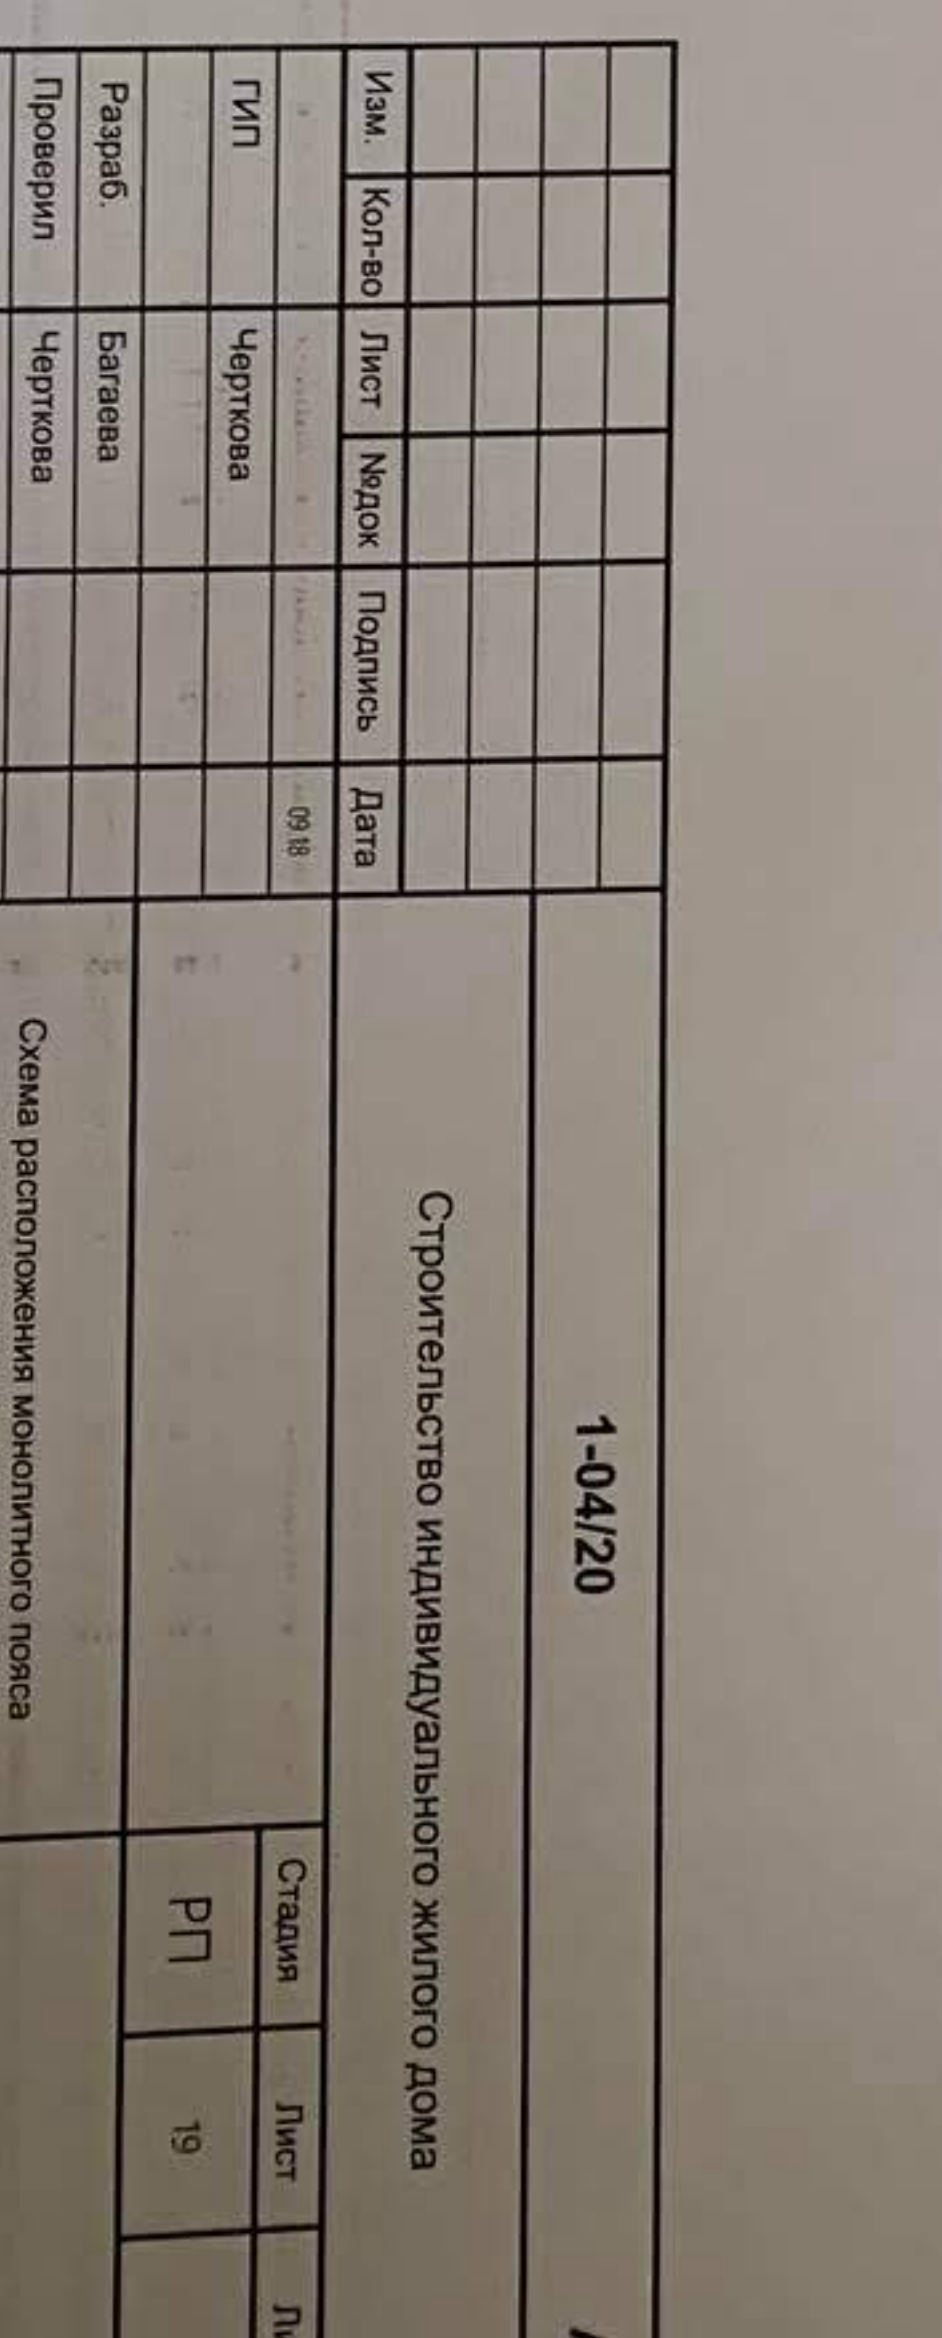 1-04/20
Изм. Кол-во Лист №док Подпись Дата
Строительство индивидуального жилого дома
09.18
Стадия Лист
ГИП Черткова
РП 19
Разраб. Багаева
Проверил Черткова
Схема расположения монолитного пояса